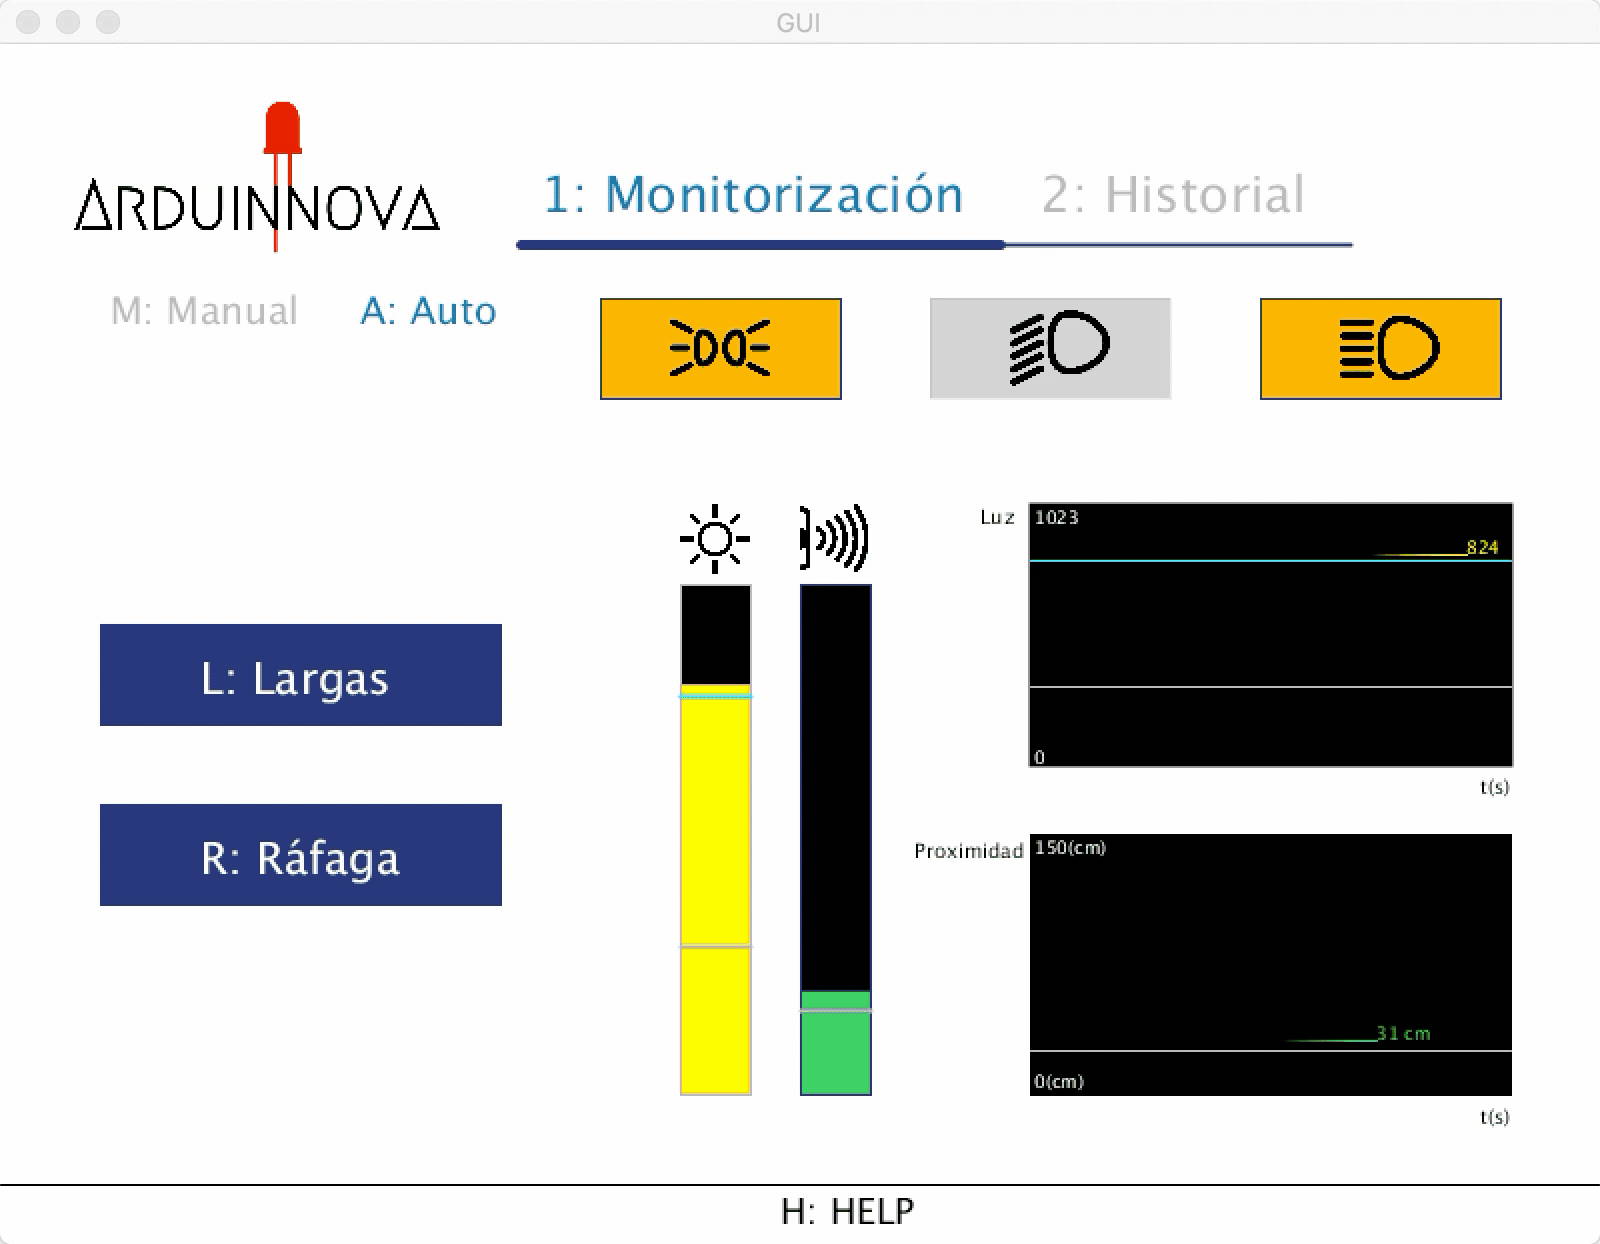 GUI
ARDUINNOVA
1: Monitorización 2: Historial
M: Manual A: Auto
Luz
1023
824
0
t(s)
L: Largas
R: Ráfaga
Proximidad
150(cm)
31 cm
0(cm)
t(s)
H: HELP